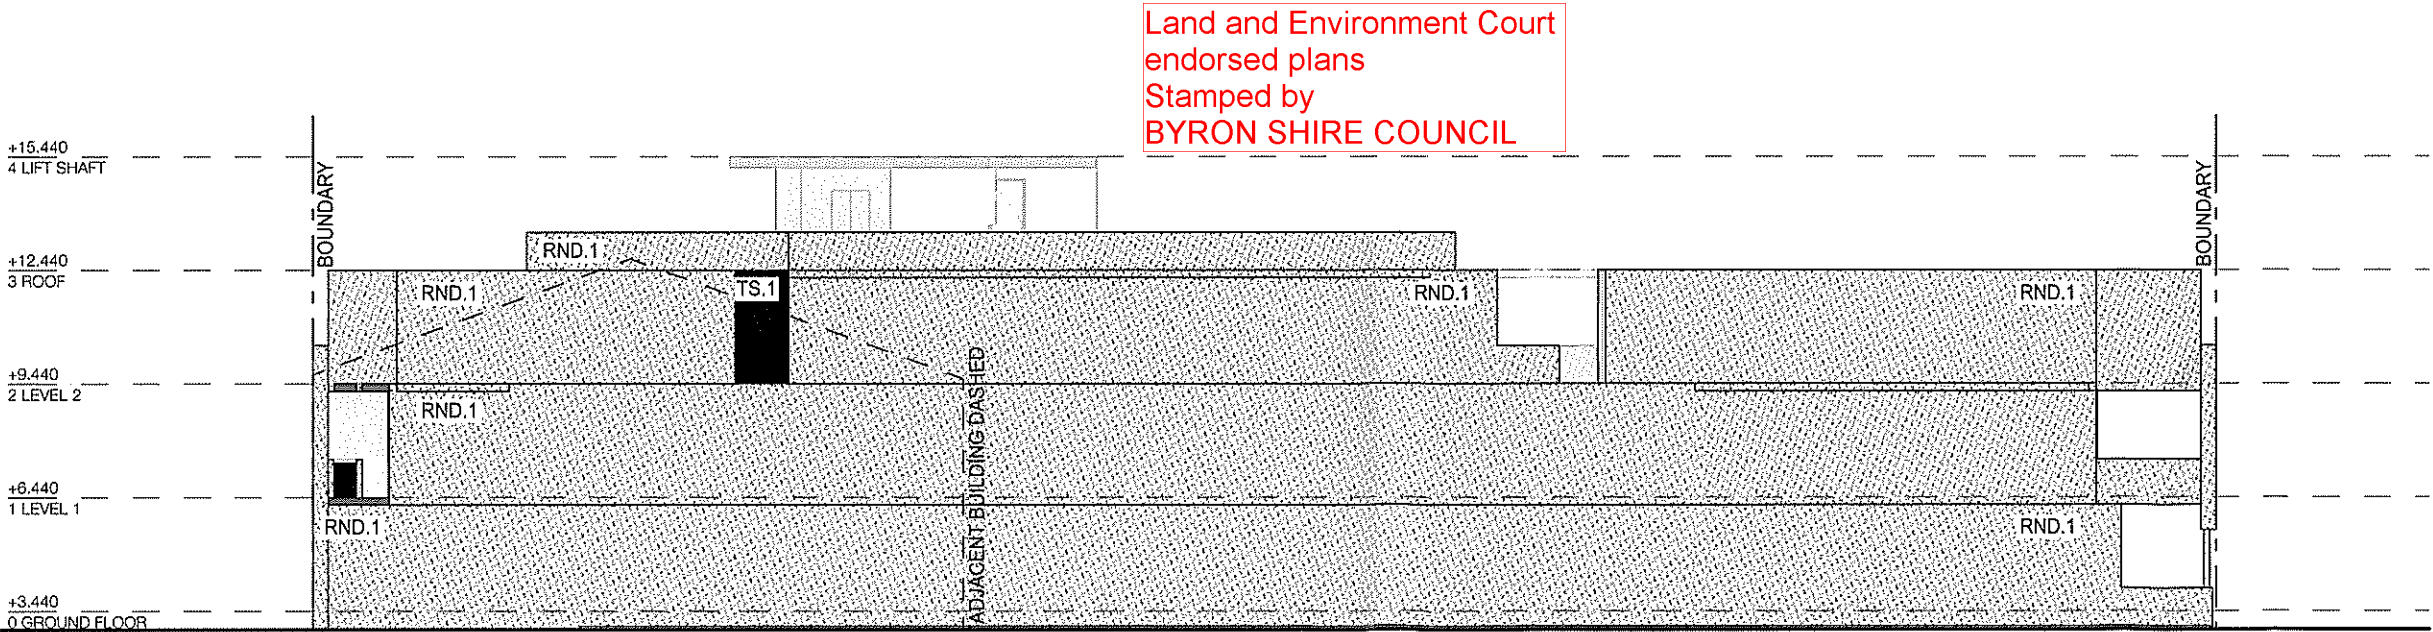 Land and Environment Court
endorsed plans
Stamped by
BYRON SHIRE COUNCIL
+15.440
4 LIFT SHAFT
BOUNDARY
BOUNDARY
RND.1
+12.440
3 ROOF
RND.1
TS.1
RND.1
RND.1
+9.440
2 LEVEL 2
RND.1
ADJACENT BUILDING DASHED
+6.440
1 LEVEL 1
RND.1
RND.1
+3.440
0 GROUND FLOOR